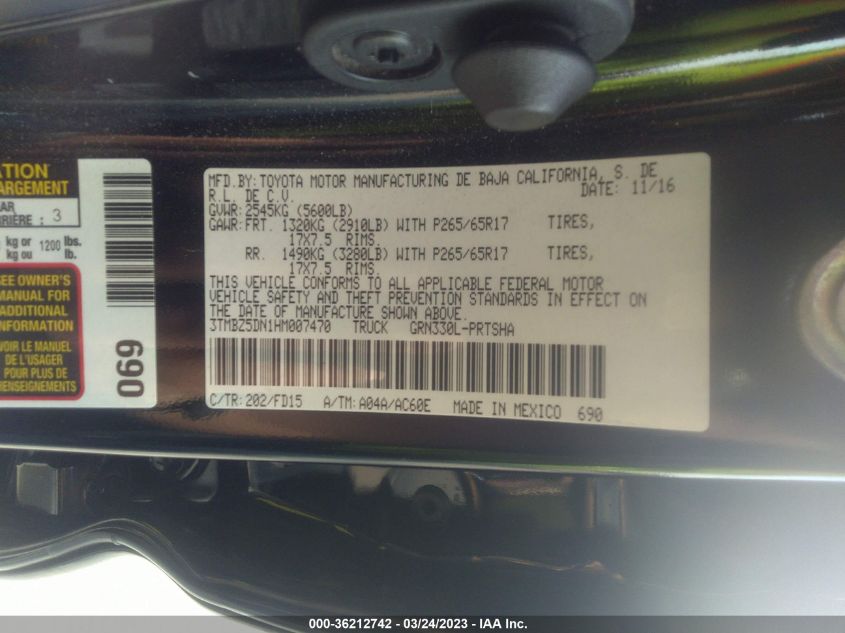 ATION
ARGEMENT
AR
RIÈRE : 3
kg or 1200 lbs.
kg ou lb.
SEE OWNER'S
MANUAL FOR
ADDITIONAL
INFORMATION
VOIR LE MANUEL
DE L'USAGER
POUR PLUS DE
RENSEIGNEMENTS
690
MFD.BY:TOYOTA MOTOR MANUFACTURING DE BAJA CALIFORNIA, S. DE
R.L. DE C.V. DATE: 11/16
GVWR: 2545KG (5600LB)
GAWR:FRT. 1320KG (2910LB) WITH P265/65R17 TIRES,
17X7.5 RIMS.
RR. 1490KG (3280LB) WITH P265/65R17 TIRES,
17X7.5 RIMS.
THIS VEHICLE CONFORMS TO ALL APPLICABLE FEDERAL MOTOR
VEHICLE SAFETY AND THEFT PREVENTION STANDARDS IN EFFECT ON
THE DATE OF MANUFACTURE SHOWN ABOVE.
3TMBZ5DN1HM007470 TRUCK GRN330L-PRTSHA
C/TR: 202/FD15 A/TM: A04A/AC60E MADE IN MEXICO 690
000-36212742 - 03/24/2023 - IAA Inc.